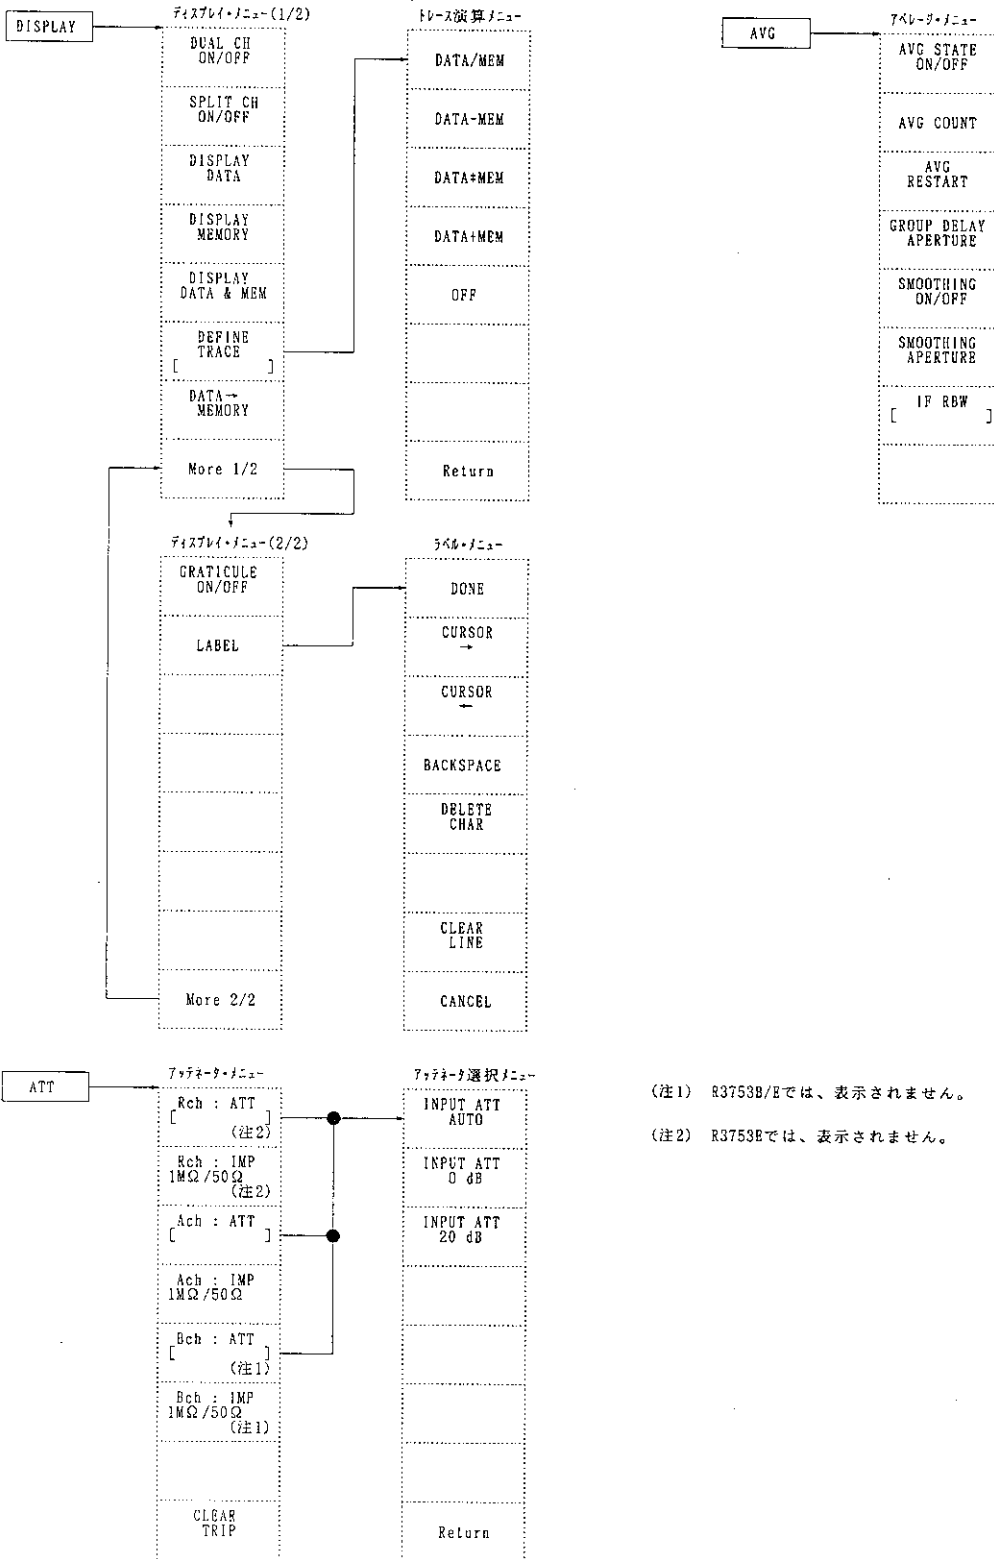 DISPLAY
ディスプレイ・メニュー(1/2)
DUAL CH
ON/OFF
SPLIT CH
ON/OFF
DISPLAY
DATA
DISPLAY
MEMORY
DISPLAY
DATA & MEM
DEFINE
TRACE
[ ]
DATA→
MEMORY
More 1/2
トレース演算メニュー
DATA/MEM
DATA-MEM
DATA*MEM
DATA+MEM
OFF
Return
AVG
アベレージ・メニュー
AVG STATE
ON/OFF
AVG COUNT
AVG
RESTART
GROUP DELAY
APERTURE
SMOOTHING
ON/OFF
SMOOTHING
APERTURE
IF RBW
[ ]
ディスプレイ・メニュー(2/2)
GRATICULE
ON/OFF
LABEL
More 2/2
ラベル・メニュー
DONE
CURSOR
→
CURSOR
←
BACKSPACE
DELETE
CHAR
CLEAR
LINE
CANCEL
ATT
アッテネータ・メニュー
Rch : ATT
[ ]
(注2)
Rch : IMP
1MΩ/50Ω
(注2)
Ach : ATT
[ ]
Ach : IMP
1MΩ/50Ω
Bch : ATT
[ ]
(注1)
Bch : IMP
1MΩ/50Ω
(注1)
CLEAR
TRIP
アッテネータ選択メニュー
INPUT ATT
AUTO
INPUT ATT
0 dB
INPUT ATT
20 dB
Return
(注1) R3753B/Eでは、表示されません。
(注2) R3753Eでは、表示されません。